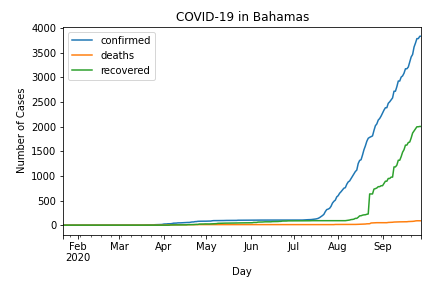 COVID-19 in Bahamas
4000
3500
3000
2500
2000
1500
1000
500
0
Number of Cases
confirmed
deaths
recovered
Feb Mar Apr May Jun Jul Aug Sep
2020
Day